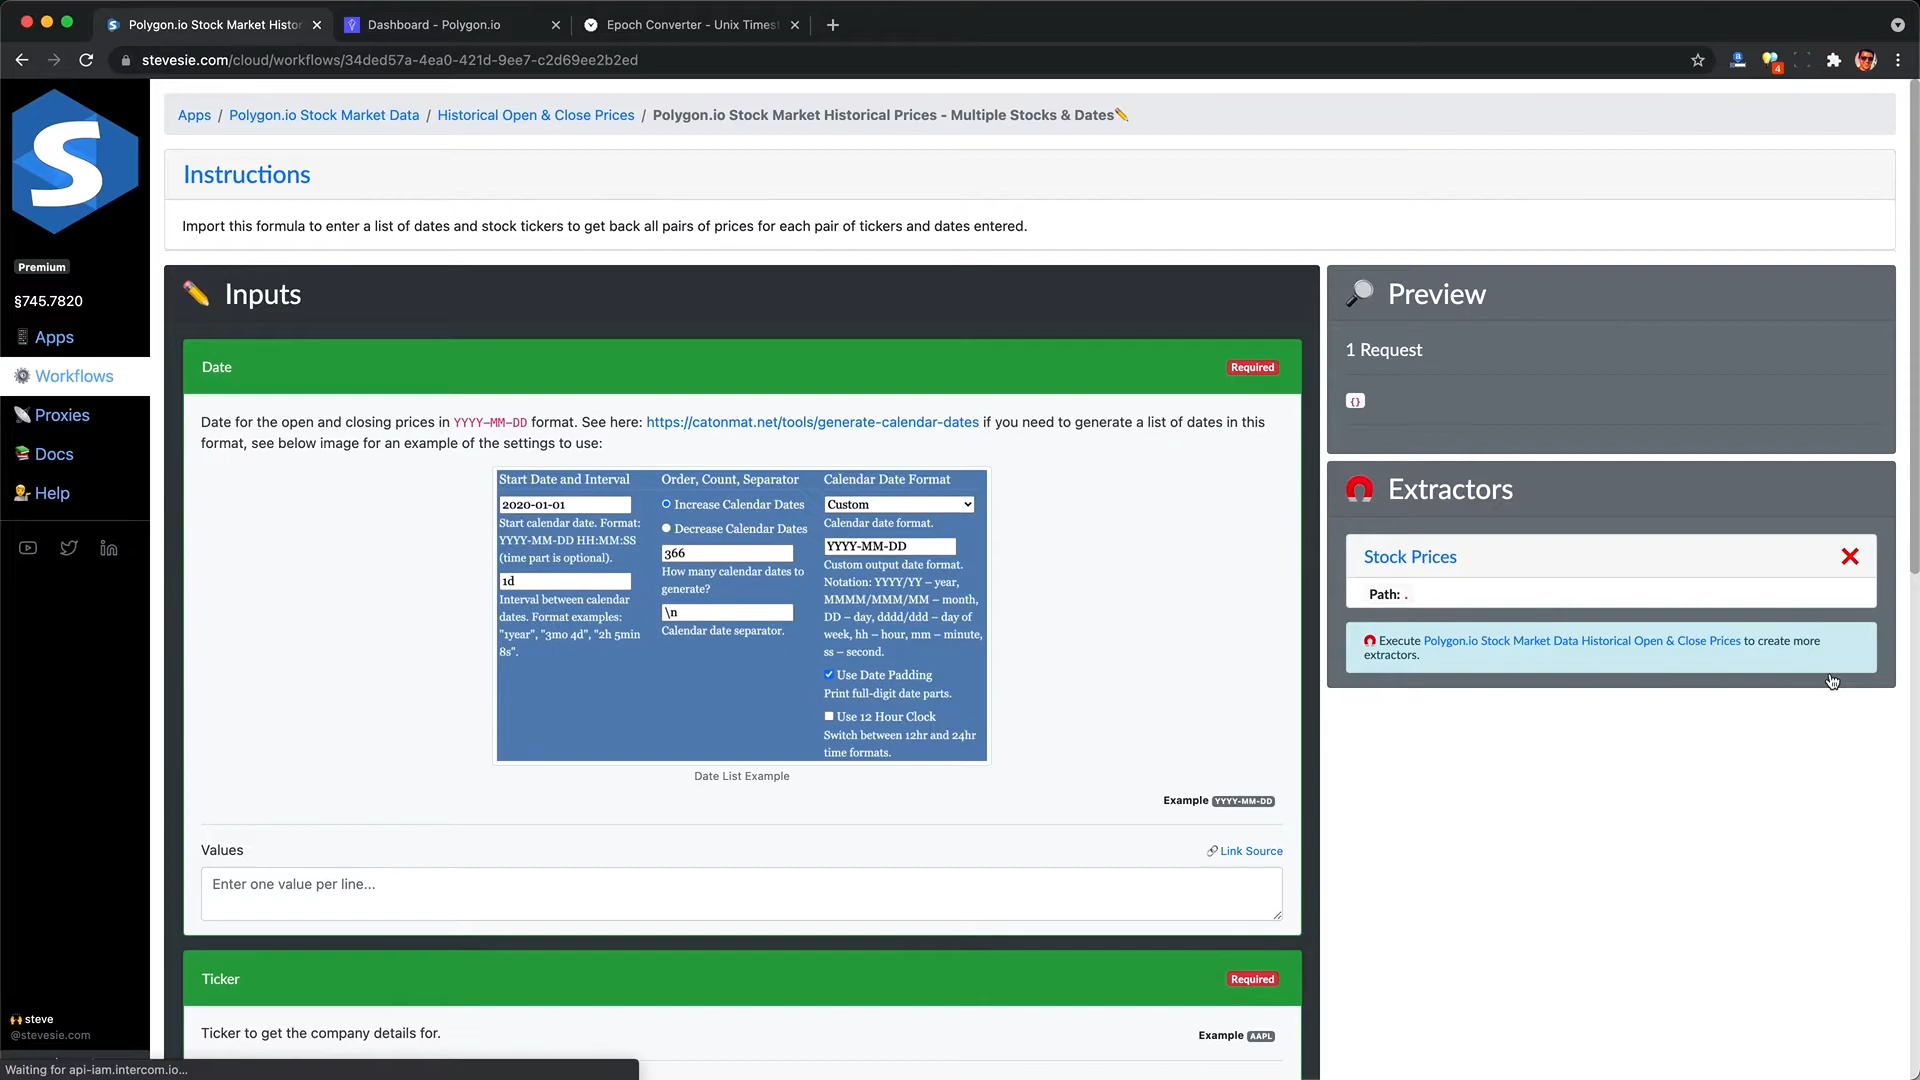 Polygon.io Stock Market Histor
Dashboard - Polygon.io
Epoch Converter - Unix Timest
stevesie.com/cloud/workflows/34ded57a-4ea0-421d-9ee7-c2d69ee2b2ed
4
Apps / Polygon.io Stock Market Data / Historical Open & Close Prices / Polygon.io Stock Market Historical Prices - Multiple Stocks & Dates
S
Premium
§745.7820
Apps
Workflows
Proxies
Docs
Help
steve
@stevesie.com
Instructions
Import this formula to enter a list of dates and stock tickers to get back all pairs of prices for each pair of tickers and dates entered.
Inputs
Date
Required
Date for the open and closing prices in YYYY-MM-DD format. See here: https://catonmat.net/tools/generate-calendar-dates if you need to generate a list of dates in this
format, see below image for an example of the settings to use:
Start Date and Interval
2020-01-01
Start calendar date. Format:
YYYY-MM-DD HH:MM:SS
(time part is optional).
1d
Interval between calendar
dates. Format examples:
"1year", "3mo 4d", "2h 5min
8s".
Order, Count, Separator
Increase Calendar Dates
Decrease Calendar Dates
366
How many calendar dates to
generate?
\n
Calendar date separator.
Calendar Date Format
Custom
Calendar date format.
YYYY-MM-DD
Custom output date format.
Notation: YYYY/YY – year,
MMMM/MMM/MM – month,
DD – day, dddd/ddd – day of
week, hh – hour, mm – minute,
ss – second.
Use Date Padding
Print full-digit date parts.
Use 12 Hour Clock
Switch between 12hr and 24hr
time formats.
Date List Example
Example YYYY-MM-DD
Values
Link Source
Enter one value per line...
Ticker
Required
Ticker to get the company details for.
Example AAPL
Preview
1 Request
{}
Extractors
Stock Prices
Path: .
Execute Polygon.io Stock Market Data Historical Open & Close Prices to create more
extractors.
Waiting for api-iam.intercom.io...